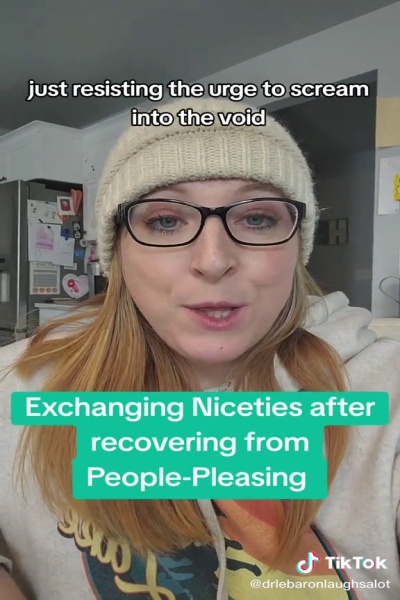 just resisting the urge to scream
into the void
Exchanging Niceties after
recovering from
People-Pleasing
TikTok
@drlebaronlaughsalot